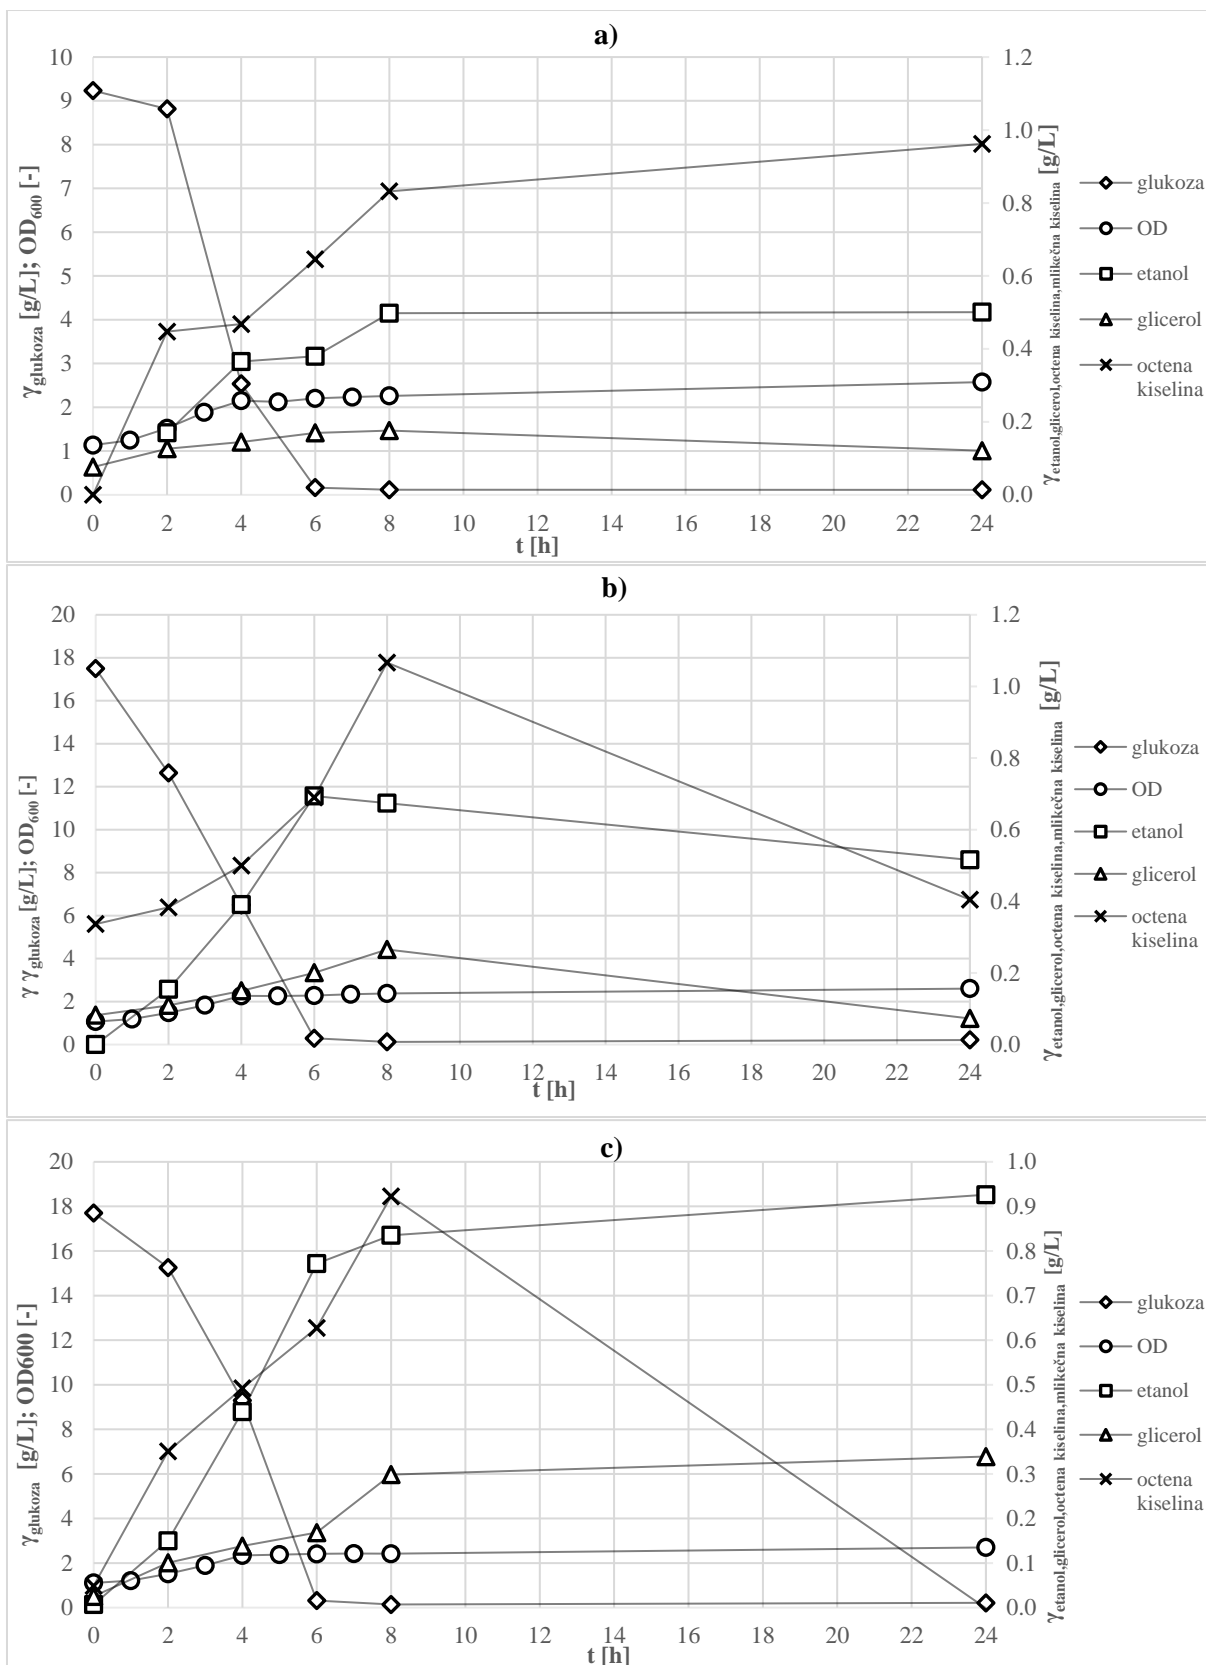 a)
10
9
8
7
6
5
4
3
2
1
0
1.2
1.0
0.8
0.6
0.4
0.2
0.0
0 2 4 6 8 10 12 14 16 18 20 22 24
t [h]
γglukoza [g/L]; OD600 [-]
γetanol,glicerol,octena kiselina,mlikečna kiselina [g/L]
glukoza
OD
etanol
glicerol
octena
kiselina
b)
20
18
16
14
12
10
8
6
4
2
0
1.2
1.0
0.8
0.6
0.4
0.2
0.0
0 2 4 6 8 10 12 14 16 18 20 22 24
t [h]
γ γglukoza [g/L]; OD600 [-]
γetanol,glicerol,octena kiselina,mlikečna kiselina [g/L]
glukoza
OD
etanol
glicerol
octena
kiselina
c)
20
18
16
14
12
10
8
6
4
2
0
1.0
0.9
0.8
0.7
0.6
0.5
0.4
0.3
0.2
0.1
0.0
0 2 4 6 8 10 12 14 16 18 20 22 24
t [h]
γglukoza [g/L]; OD600 [-]
γetanol,glicerol,octena kiselina,mlikečna kiselina [g/L]
glukoza
OD
etanol
glicerol
octena
kiselina